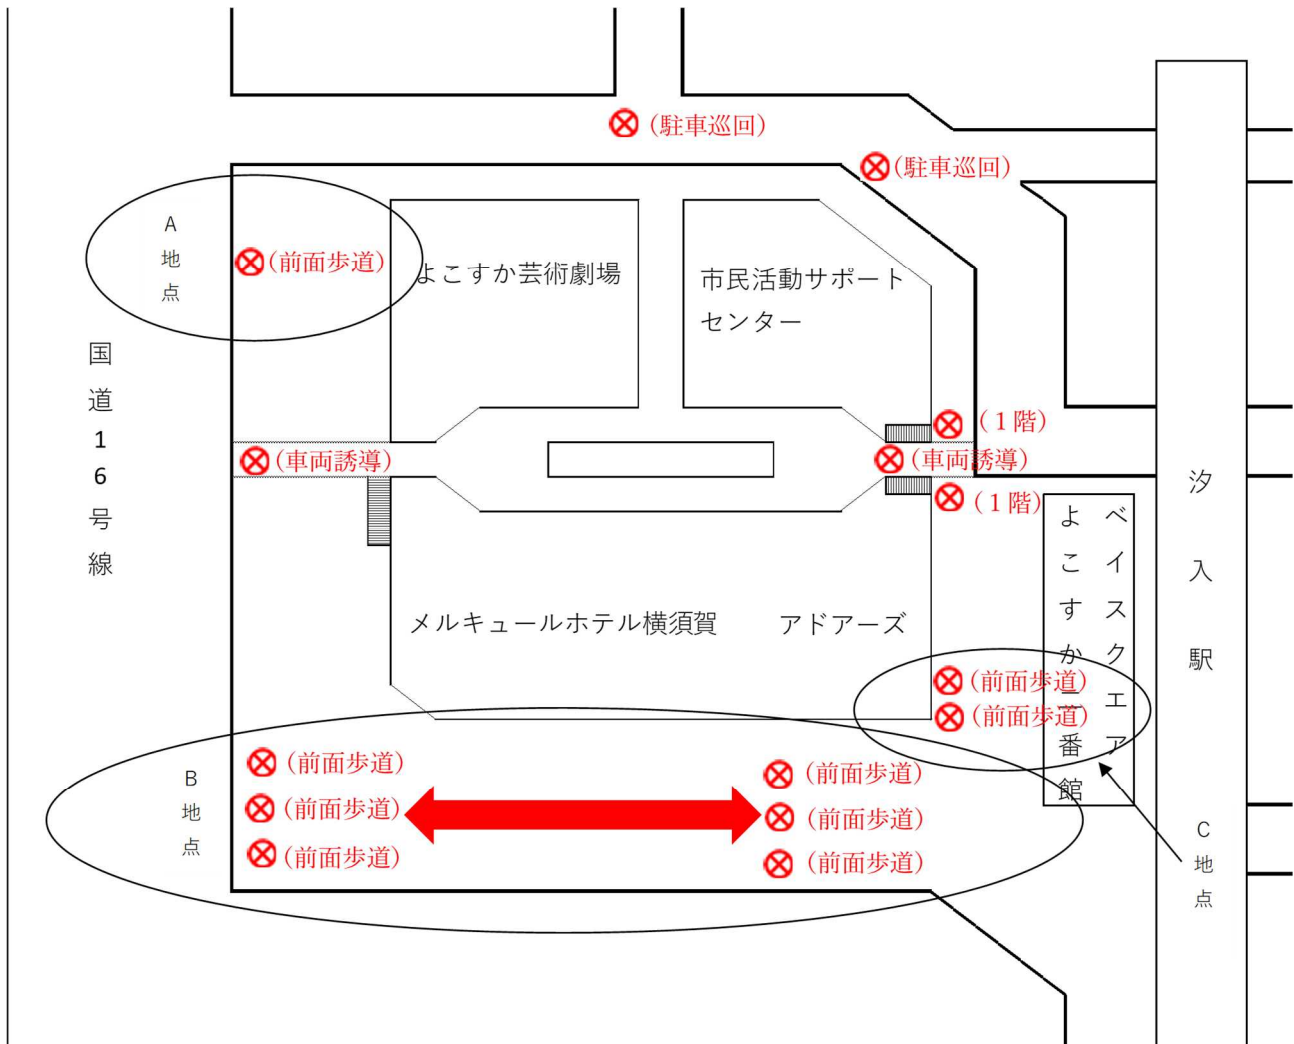 (駐車巡回)
(駐車巡回)
A地点
(前面歩道)
よこすか芸術劇場
市民活動サポート
センター
国道16号線
(1階)
(車両誘導)
(車両誘導)
(1階)
汐入駅
ベイスクエア
よこすか一番館
メルキュールホテル横須賀
アドアーズ
(前面歩道)
(前面歩道)
B地点
(前面歩道)
(前面歩道)
(前面歩道)
(前面歩道)
(前面歩道)
(前面歩道)
C地点